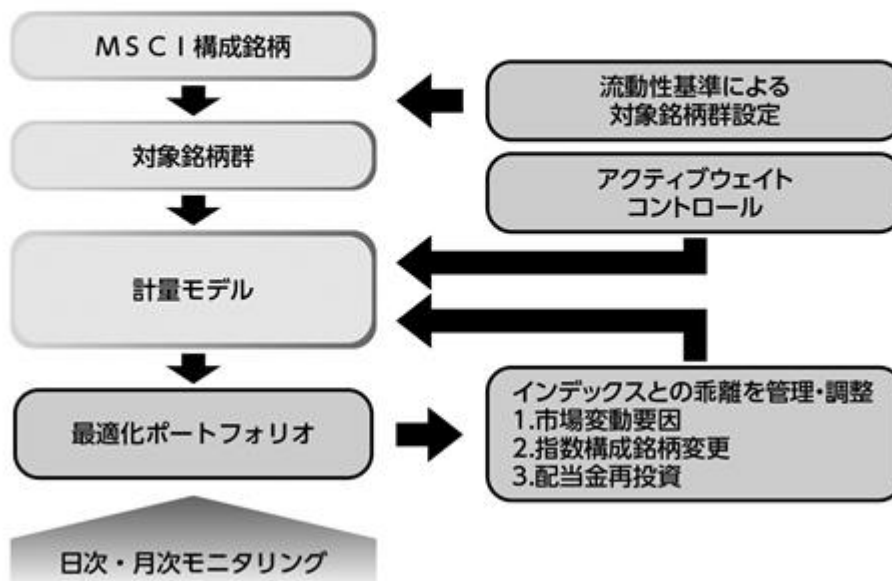 MSCI構成銘柄
流動性基準による
対象銘柄群設定
対象銘柄群
アクティブウェイト
コントロール
計量モデル
最適化ポートフォリオ
インデックスとの乖離を管理・調整
1.市場変動要因
2.指数構成銘柄変更
3.配当金再投資
日次・月次モニタリング